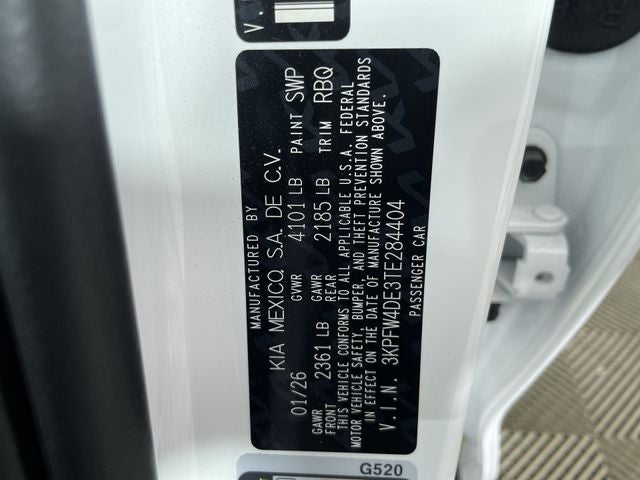 MANUFACTURED BY
KIA MEXICO, S.A. DE C.V.
01/26 GVWR 4101 LB PAINT SWP
GAWR FRONT 2361 LB GAWR REAR 2185 LB TRIM RBQ
THIS VEHICLE CONFORMS TO ALL APPLICABLE U.S.A. FEDERAL
MOTOR VEHICLE SAFETY, BUMPER, AND THEFT PREVENTION STANDARDS
IN EFFECT ON THE DATE OF MANUFACTURE SHOWN ABOVE.
V.I.N. 3KPFW4DE3TE284404
PASSENGER CAR
G520